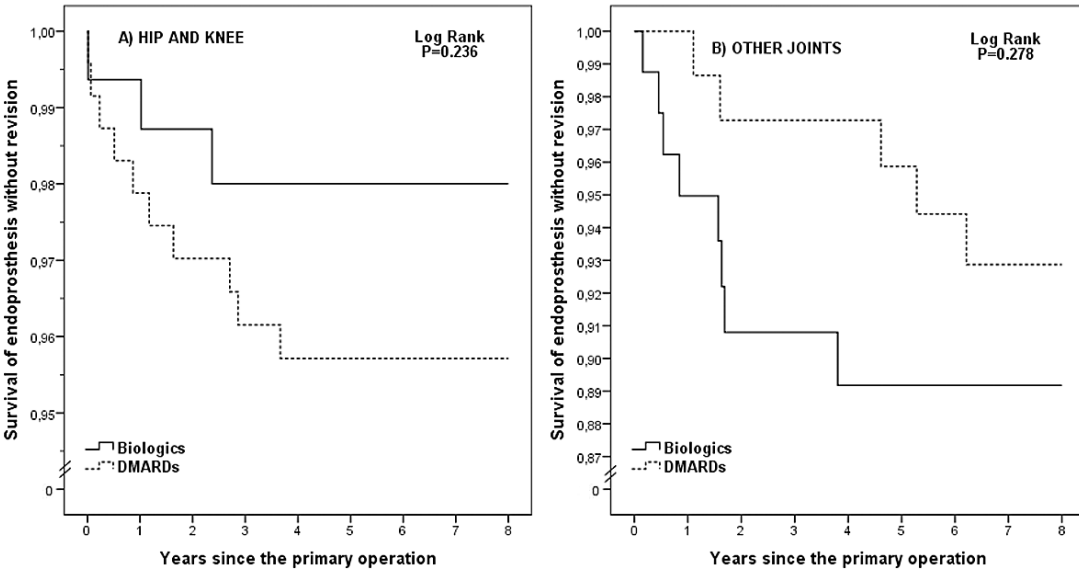 A) HIP AND KNEE
Log Rank
P=0.236
Survival of endoprosthesis without revision
1,00
0,99
0,98
0,97
0,96
0,95
0
Biologics
DMARDs
0 1 2 3 4 5 6 7 8
Years since the primary operation
B) OTHER JOINTS
Log Rank
P=0.278
Survival of endoprosthesis without revision
1,00
0,99
0,98
0,97
0,96
0,95
0,94
0,93
0,92
0,91
0,90
0,89
0,88
0,87
0
Biologics
DMARDs
0 1 2 3 4 5 6 7 8
Years since the primary operation